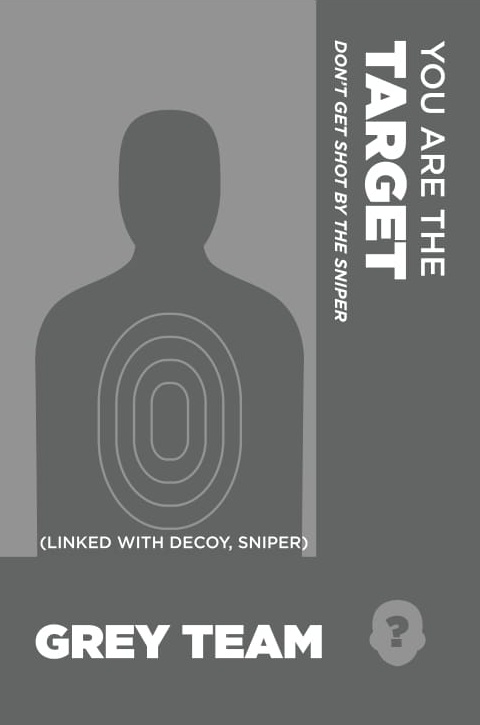 YOU ARE THE
TARGET
DON'T GET SHOT BY THE SNIPER
(LINKED WITH DECOY, SNIPER)
GREY TEAM
?